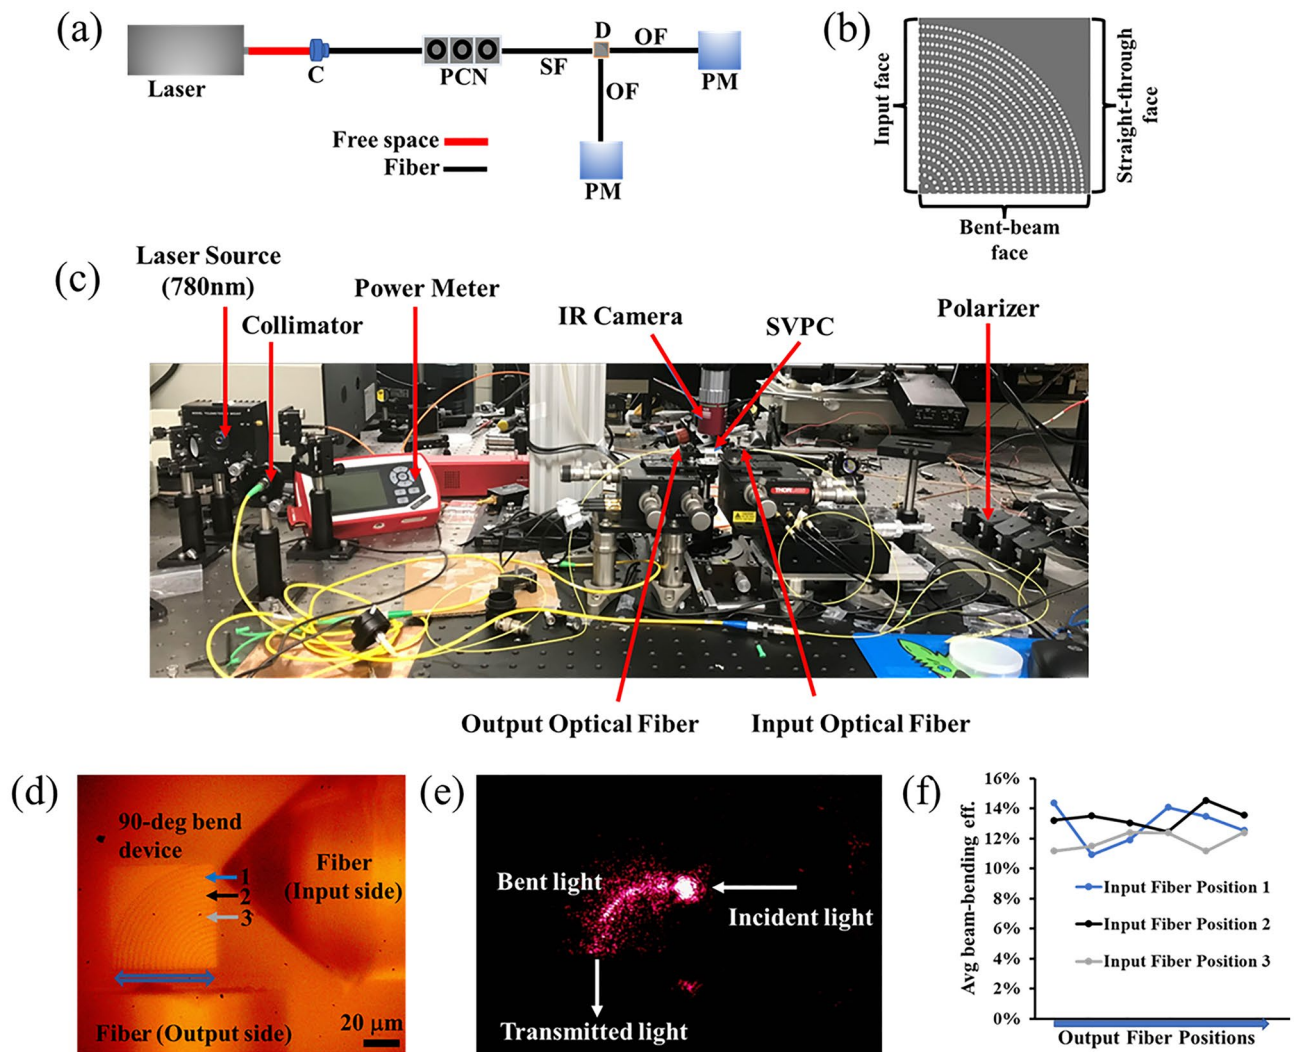 (a)
Laser
C
PCN
SF
D
OF
PM
OF
PM
Free space
Fiber
(b)
Input face
Straight-through
face
Bent-beam
face
(c)
Laser Source
(780nm)
Collimator
Power Meter
IR Camera
SVPC
Polarizer
THORLABS
Output Optical Fiber
Input Optical Fiber
(d)
90-deg bend
device
1
2
3
Fiber
(Input side)
Fiber (Output side)
20 μm
(e)
Bent light
Incident light
Transmitted light
(f)
Avg beam-bending eff.
16%
14%
12%
10%
8%
6%
4%
2%
0%
Input Fiber Position 1
Input Fiber Position 2
Input Fiber Position 3
Output Fiber Positions